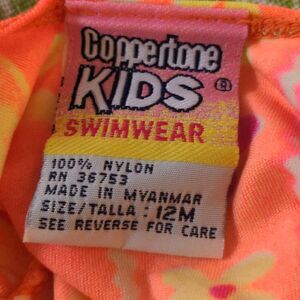 Coppertone
KIDS®
SWIMWEAR
100% NYLON
RN 36753
MADE IN MYANMAR
SIZE/TALLA : 12M
SEE REVERSE FOR CARE